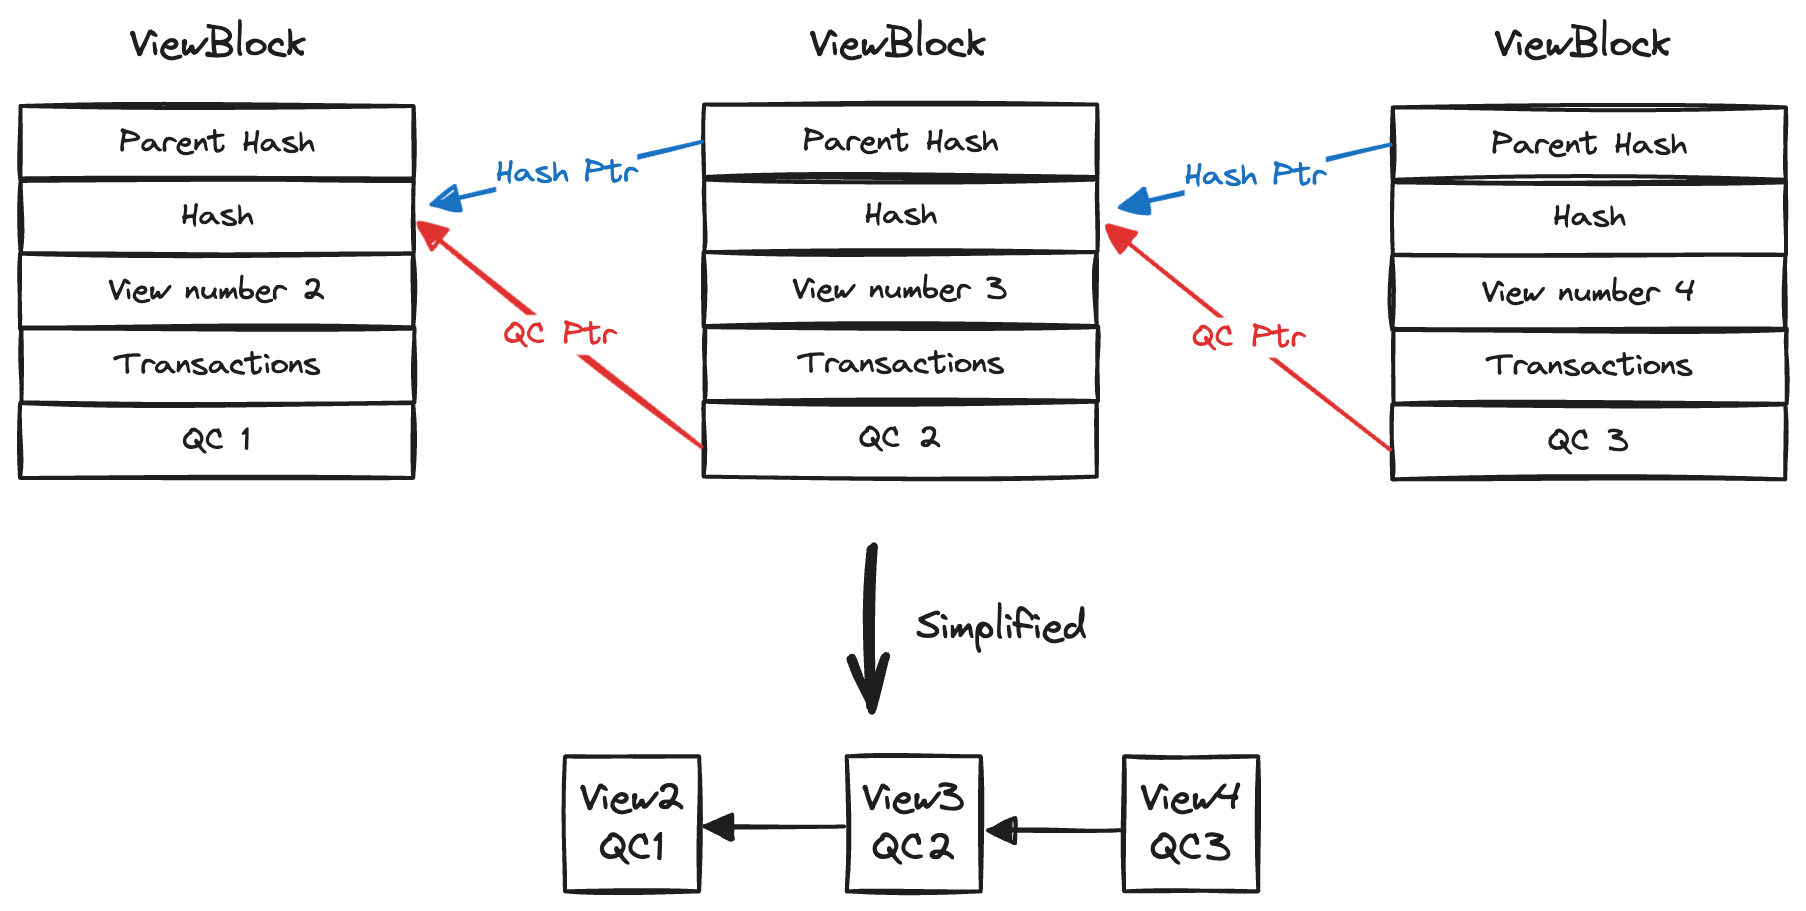 ViewBlock
Parent Hash
Hash
View number 2
Transactions
QC 1
Hash Ptr
QC Ptr
ViewBlock
Parent Hash
Hash
View number 3
Transactions
QC 2
Hash Ptr
QC Ptr
ViewBlock
Parent Hash
Hash
View number 4
Transactions
QC 3
Simplified
View2
QC1
View3
QC2
View4
QC3